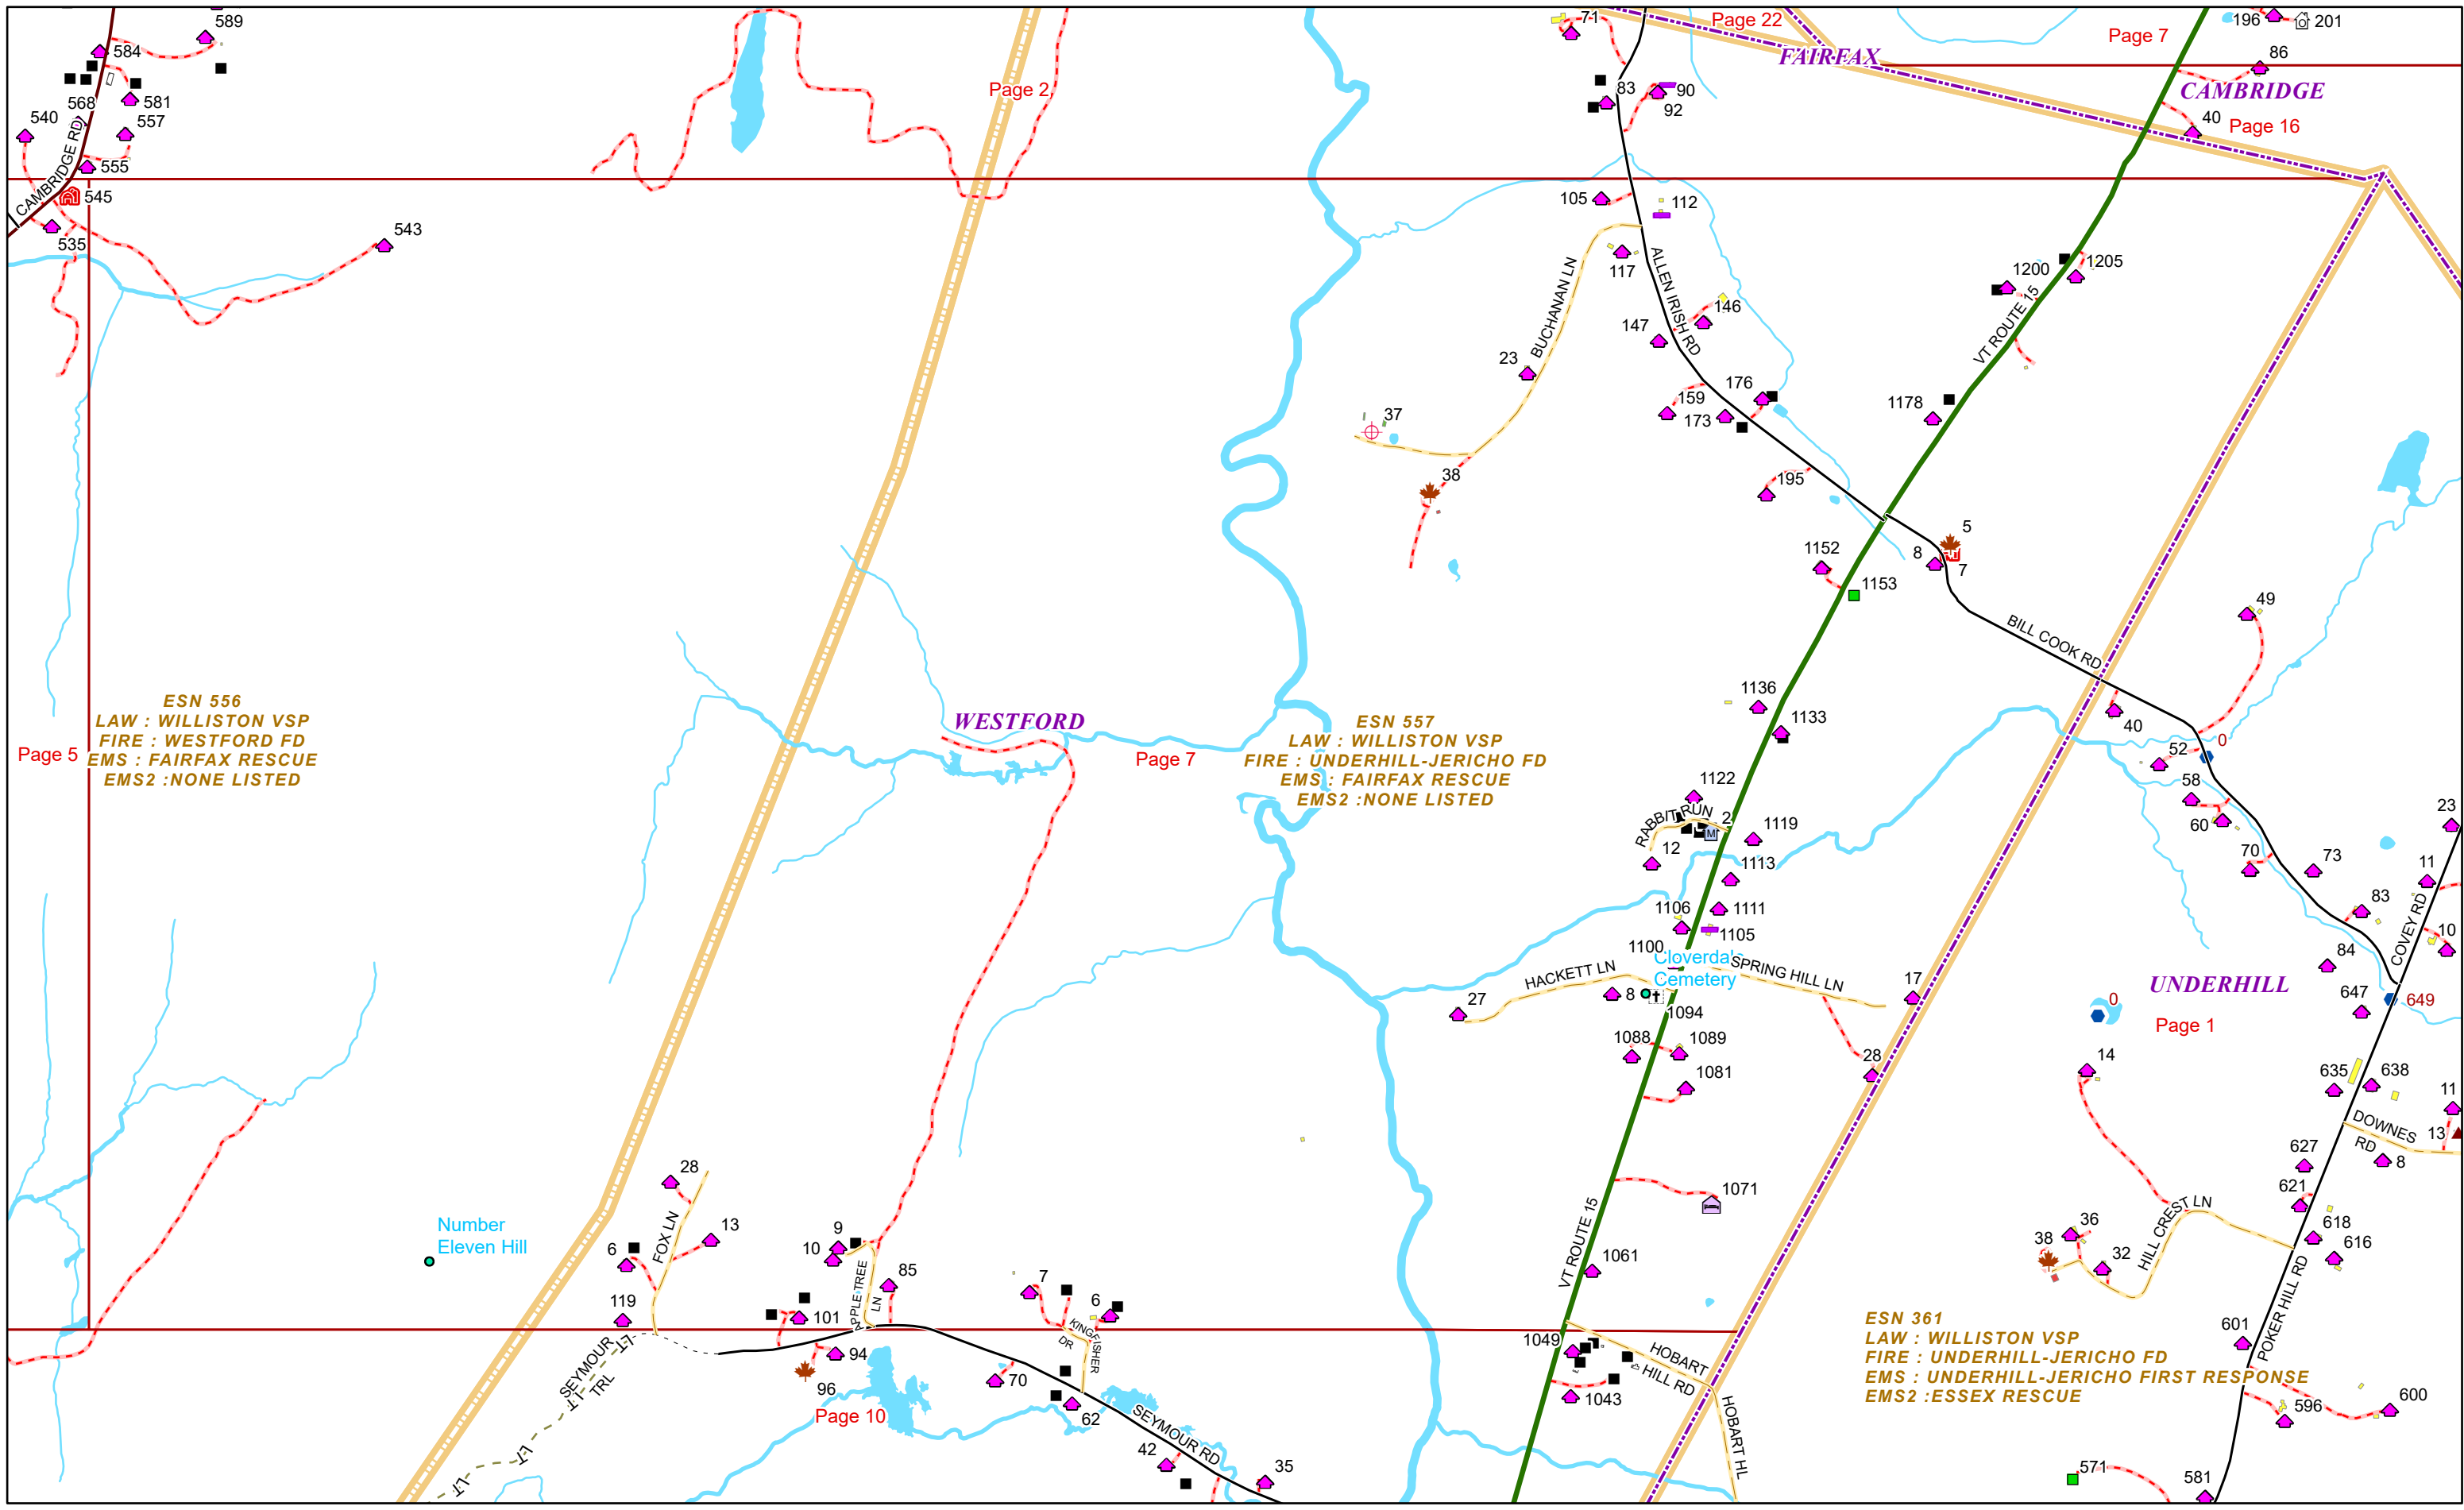 589
71
Page 22
196
201
584
FAIRFAX
Page 7
86
Page 2
83
90
CAMBRIDGE
568
581
92
40
Page 16
540
557
CAMBRIDGE RD
555
545
105
112
535
543
117
BUCHANAN LN
ALLEN IRISH RD
1200
1205
146
147
VT ROUTE 15
23
176
159
173
1178
37
38
195
5
8
7
1152
1153
49
BILL COOK RD
ESN 556
LAW : WILLISTON VSP
FIRE : WESTFORD FD
EMS : FAIRFAX RESCUE
EMS2 :NONE LISTED
Page 5
WESTFORD
Page 7
ESN 557
LAW : WILLISTON VSP
FIRE : UNDERHILL-JERICHO FD
EMS : FAIRFAX RESCUE
EMS2 :NONE LISTED
1136
1133
40
52
0
58
60
1122
RABBIT RUN
2
M
12
1119
1113
23
70
73
11
1106
1111
1105
83
COVEY RD
10
1100
Cloverdale
Cemetery
HACKETT LN
SPRING HILL LN
84
17
UNDERHILL
27
8
1094
647
649
0
Page 1
1088
1089
28
14
1081
635
638
11
DOWNES
RD
13
8
627
28
1071
621
Number
Eleven Hill
FOX LN
13
9
10
6
VT ROUTE 15
HILL CREST LN
36
38
32
618
616
1061
85
APPLE TREE
LN
7
6
119
101
KINGFISHER
DR
POKER HILL RD
ESN 361
LAW : WILLISTON VSP
FIRE : UNDERHILL-JERICHO FD
EMS : UNDERHILL-JERICHO FIRST RESPONSE
EMS2 :ESSEX RESCUE
1049
601
94
HOBART
HILL RD
SEYMOUR
TRL
96
70
1043
Page 10
62
SEYMOUR RD
HOBART HL
600
596
42
35
571
581
LT
LT
LT
LT